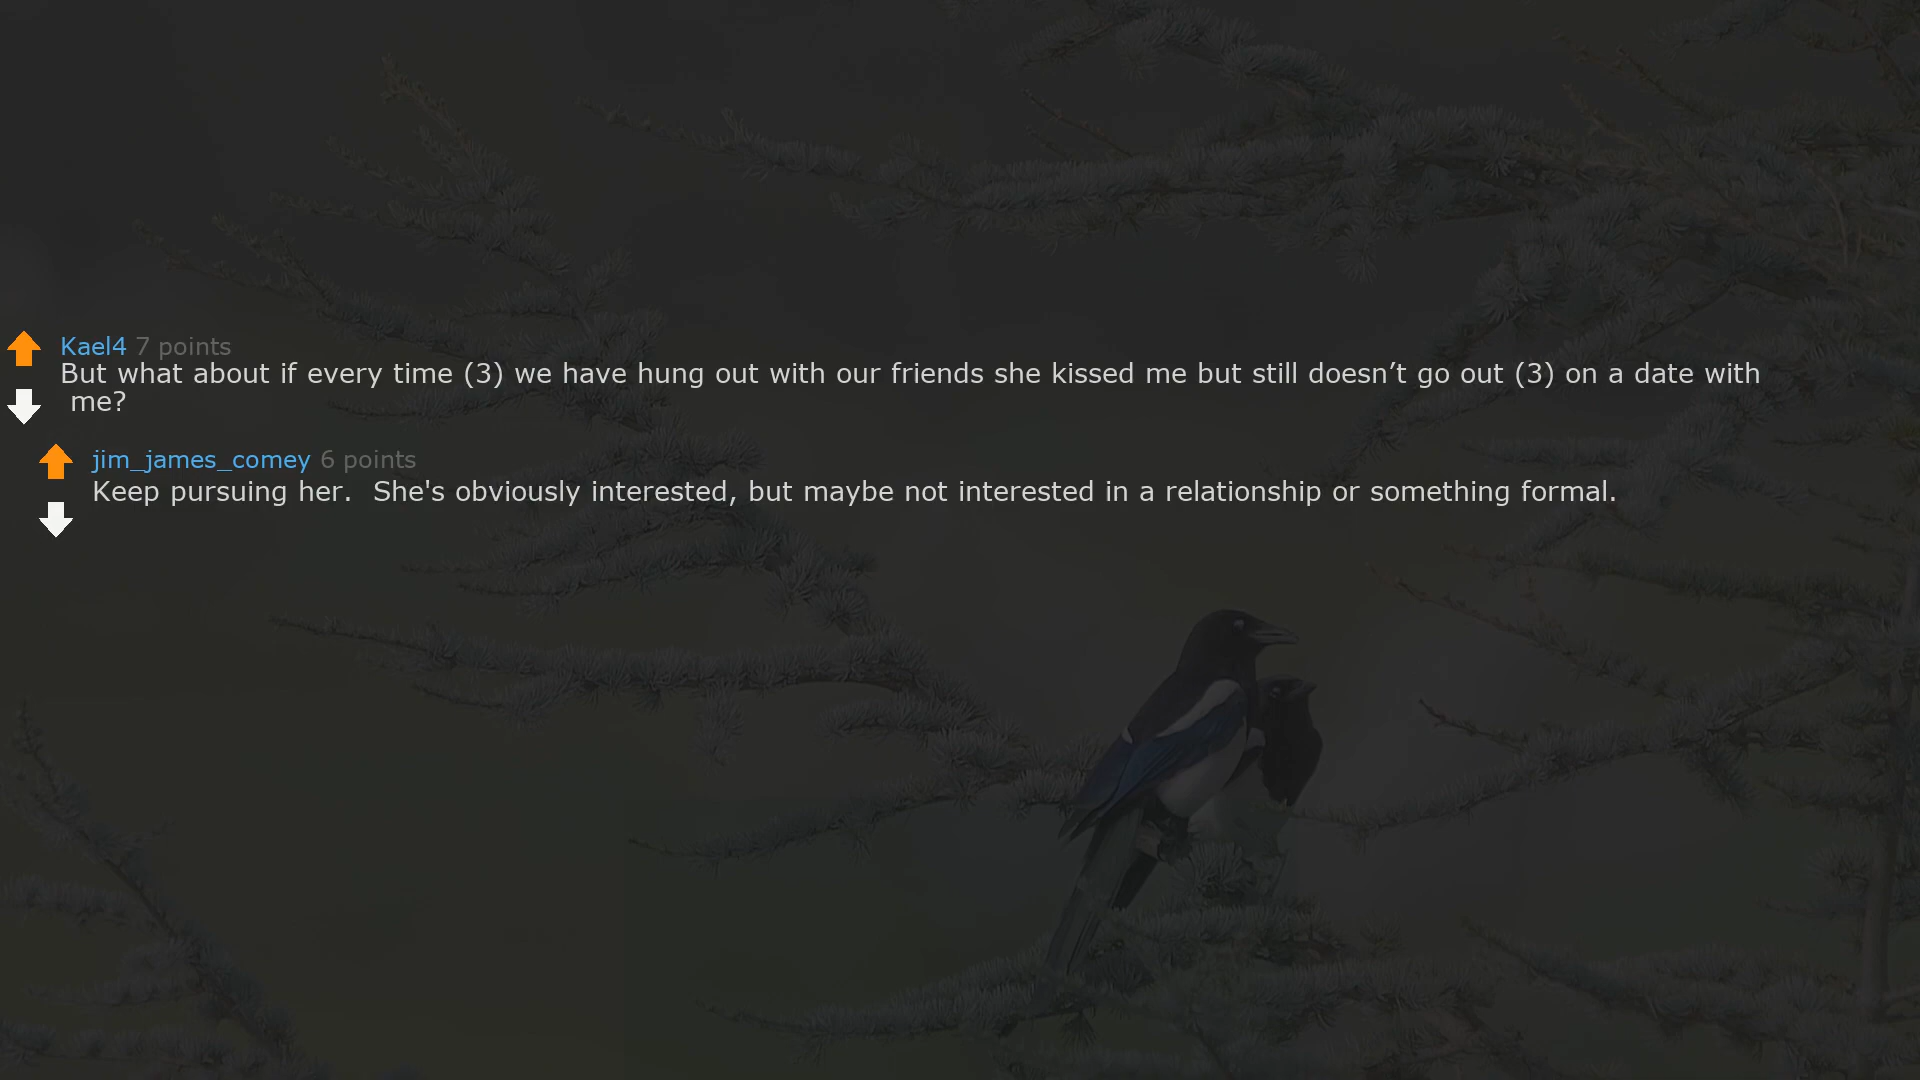 Kael4 7 points
But what about if every time (3) we have hung out with our friends she kissed me but still doesn’t go out (3) on a date with
me?
jim_james_comey 6 points
Keep pursuing her.  She's obviously interested, but maybe not interested in a relationship or something formal.